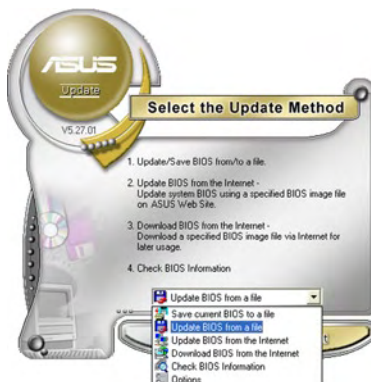 ASUS
Update
V5.27.01
Select the Update Method
1. Update/Save BIOS from/to a file.
2. Update BIOS from the Internet -
Update system BIOS using a specified BIOS image file
on ASUS Web Site.
3. Download BIOS from the Internet -
Download a specified BIOS image file via Internet for
later usage.
4. Check BIOS Information
Update BIOS from a file
Save current BIOS to a file
Update BIOS from a file
Update BIOS from the Internet
Download BIOS from the Internet
Check BIOS Information
Options